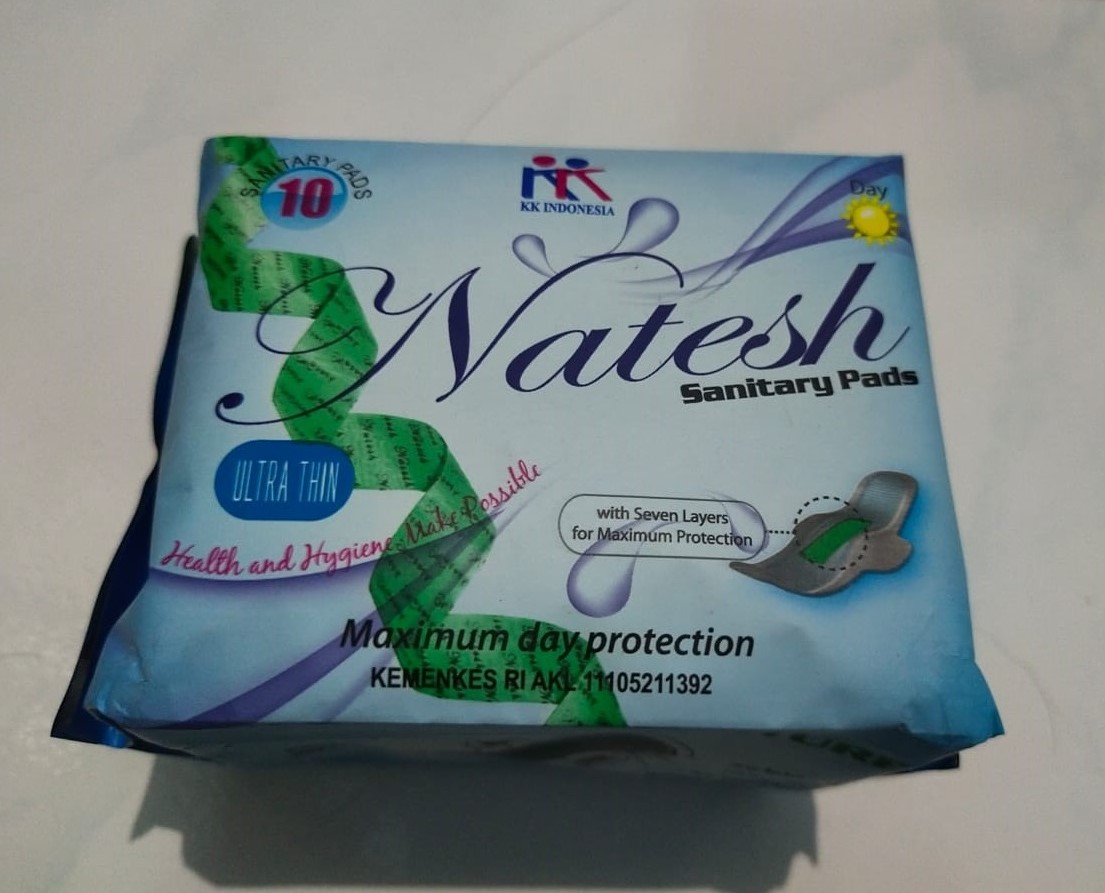 SANITARY PADS
10
KK INDONESIA
Day
Natesh
Sanitary Pads
ULTRA THIN
Health and Hygiene Make Possible
with Seven Layers
for Maximum Protection
Maximum day protection
KEMENKES RI AKL 11105211392